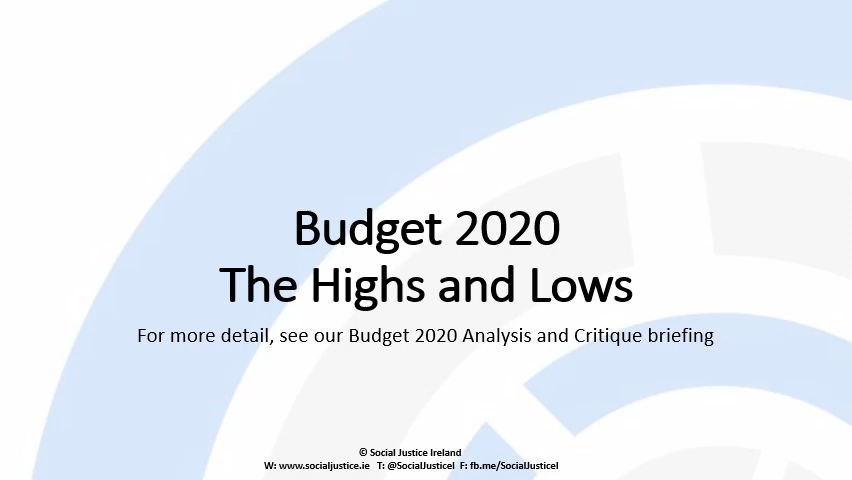 Budget 2020
The Highs and Lows
For more detail, see our Budget 2020 Analysis and Critique briefing
© Social Justice Ireland
W: www.socialjustice.ie T: @SocialJusticeI F: fb.me/SocialJusticeI